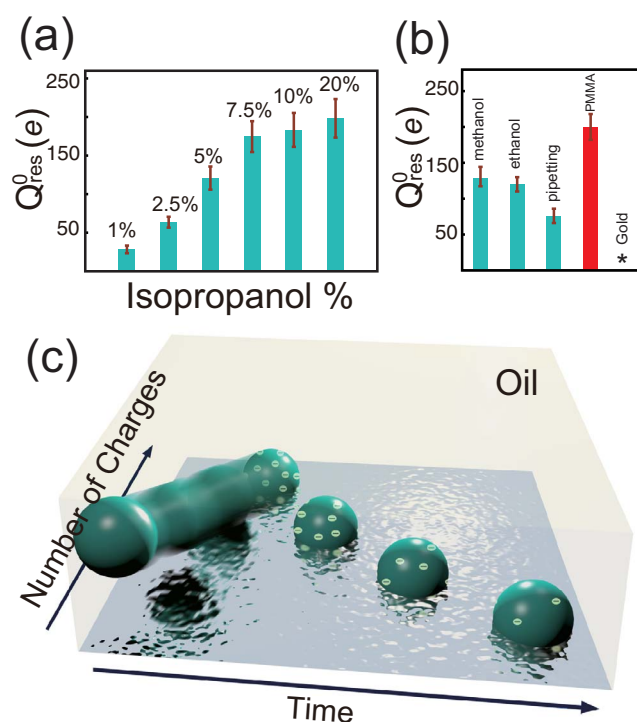 (a)
250
150
50
Q⁰res (e)
1%
2.5%
5%
7.5%
10%
20%
Isopropanol %
(b)
250
150
50
Q⁰res (e)
methanol
ethanol
pipetting
PMMA
* Gold
(c)
Oil
Number of Charges
Time